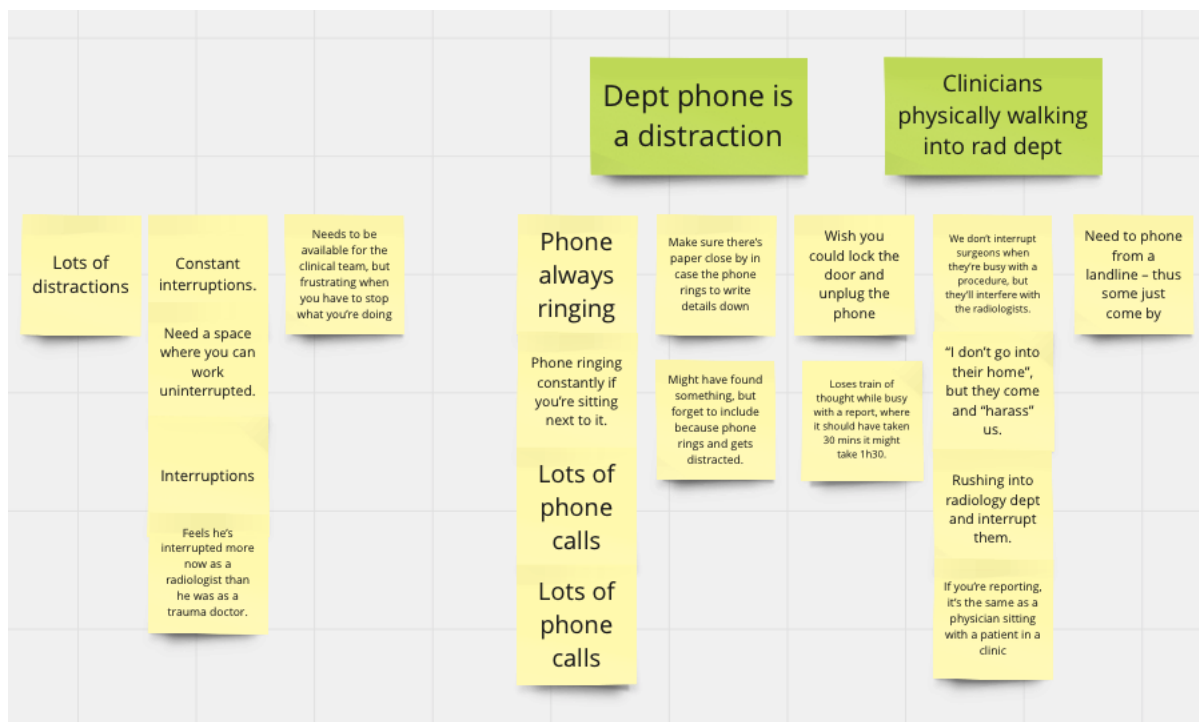 Dept phone is
a distraction
Clinicians
physically walking
into rad dept
Lots of
distractions
Constant
interruptions.
Need a space
where you can
work
uninterrupted.
Interruptions
Feels he's
interrupted more
now as a
radiologist than
he was as a
trauma doctor.
Needs to be
available for the
clinical team, but
frustrating when
you have to stop
what you're doing
Phone
always
ringing
Phone ringing
constantly if
you're sitting
next to it.
Lots of
phone
calls
Lots of
phone
calls
Make sure there's
paper close by in
case the phone
rings to write
details down
Might have found
something, but
forget to include
because phone
rings and gets
distracted.
Wish you
could lock the
door and
unplug the
phone
Loses train of
thought while busy
with a report, where
it should have taken
30 mins it might
take 1h30.
We don't interrupt
surgeons when
they're busy with a
procedure, but
they'll interfere with
the radiologists.
“I don't go into
their home”,
but they come
and “harass”
us.
Rushing into
radiology dept
and interrupt
them.
If you're reporting,
it's the same as a
physician sitting
with a patient in a
clinic
Need to phone
from a
landline – thus
some just
come by